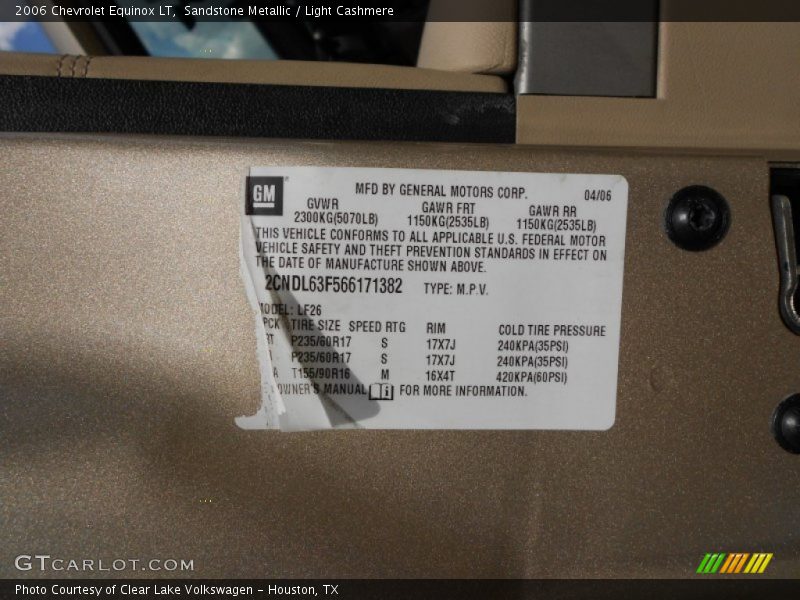 2006 Chevrolet Equinox LT, Sandstone Metallic / Light Cashmere
GM
MFD BY GENERAL MOTORS CORP. 04/06
GVWR GAWR FRT GAWR RR
2300KG(5070LB) 1150KG(2535LB) 1150KG(2535LB)
THIS VEHICLE CONFORMS TO ALL APPLICABLE U.S. FEDERAL MOTOR
VEHICLE SAFETY AND THEFT PREVENTION STANDARDS IN EFFECT ON
THE DATE OF MANUFACTURE SHOWN ABOVE.
2CNDL63F566171382 TYPE: M.P.V.
MODEL: LF26
PCK TIRE SIZE SPEED RTG RIM COLD TIRE PRESSURE
RT P235/60R17 S 17X7J 240KPA(35PSI)
P235/60R17 S 17X7J 240KPA(35PSI)
A T155/90R16 M 16X4T 420KPA(60PSI)
OWNER'S MANUAL FOR MORE INFORMATION.
GTcarlot.com
Photo Courtesy of Clear Lake Volkswagen - Houston, TX